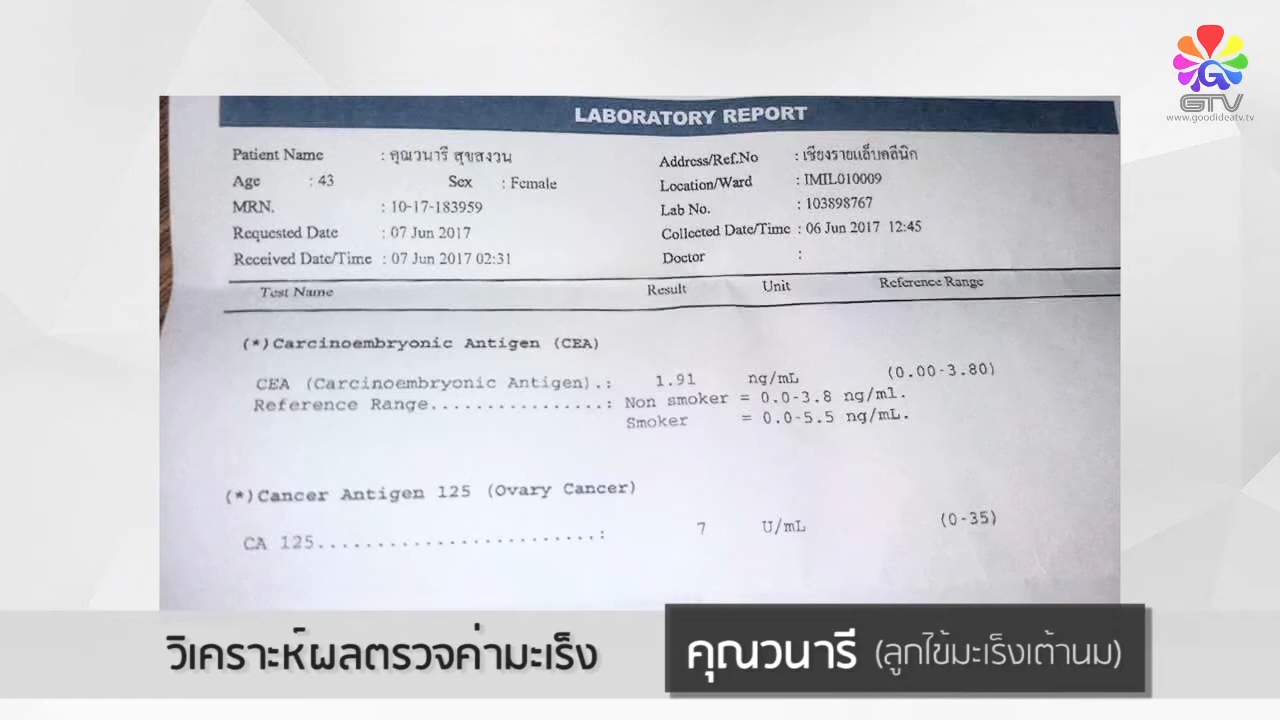 GTV
www.goodideatv.tv
LABORATORY REPORT
Patient Name : คุณวนารี สุขสงวน
Address/Ref.No : เชียงรายแล็บคลีนิก
Age : 43 Sex : Female
Location/Ward : IMIL010009
MRN. : 10-17-183959
Lab No. : 103898767
Requested Date : 07 Jun 2017
Collected Date/Time : 06 Jun 2017 12:45
Received Date/Time : 07 Jun 2017 02:31
Doctor :
Test Name Result Unit Reference Range
(*)Carcinoembryonic Antigen (CEA)
CEA (Carcinoembryonic Antigen).: 1.91 ng/mL (0.00-3.80)
Reference Range................: Non smoker = 0.0-3.8 ng/ml.
Smoker = 0.0-5.5 ng/mL.
(*)Cancer Antigen 125 (Ovary Cancer)
CA 125.........................: 7 U/mL (0-35)
วิเคราะห์ผลตรวจค่ามะเร็ง
คุณวนารี (ลูกไข้มะเร็งเต้านม)